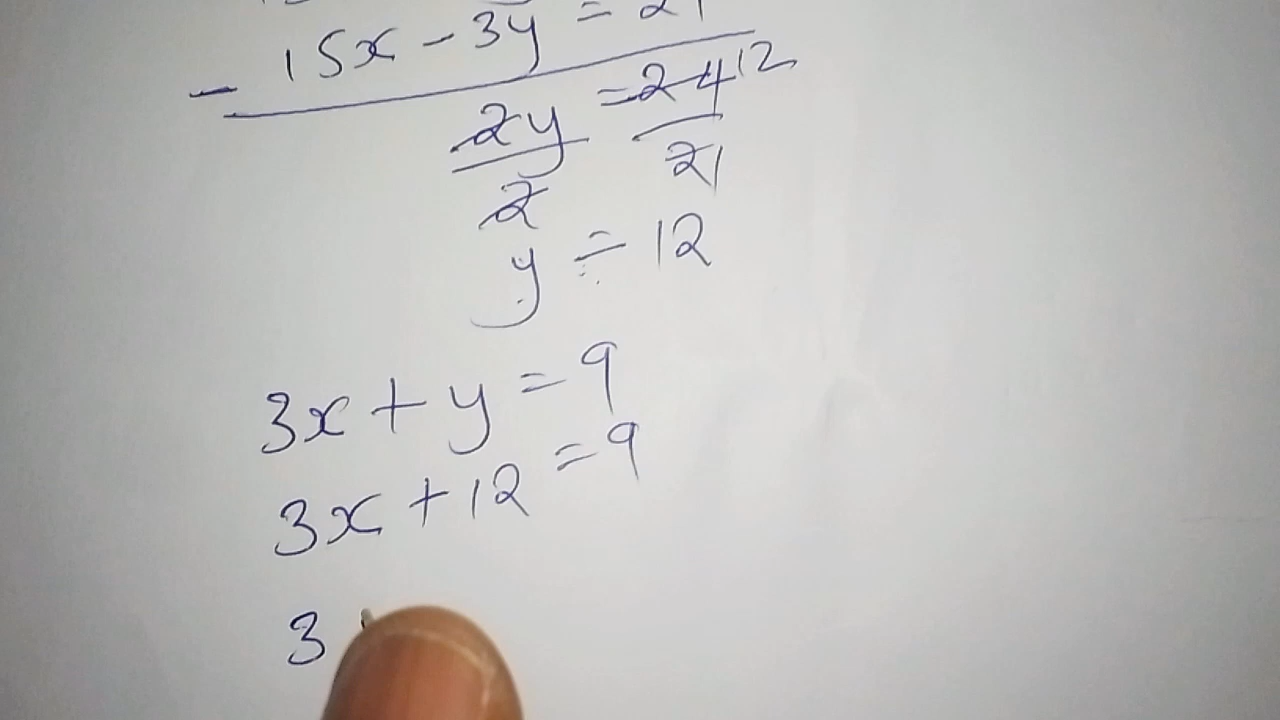 - 15x - 3y = 21
2y = 24 12
2 21
y = 12
3x + y = 9
3x + 12 = 9
3